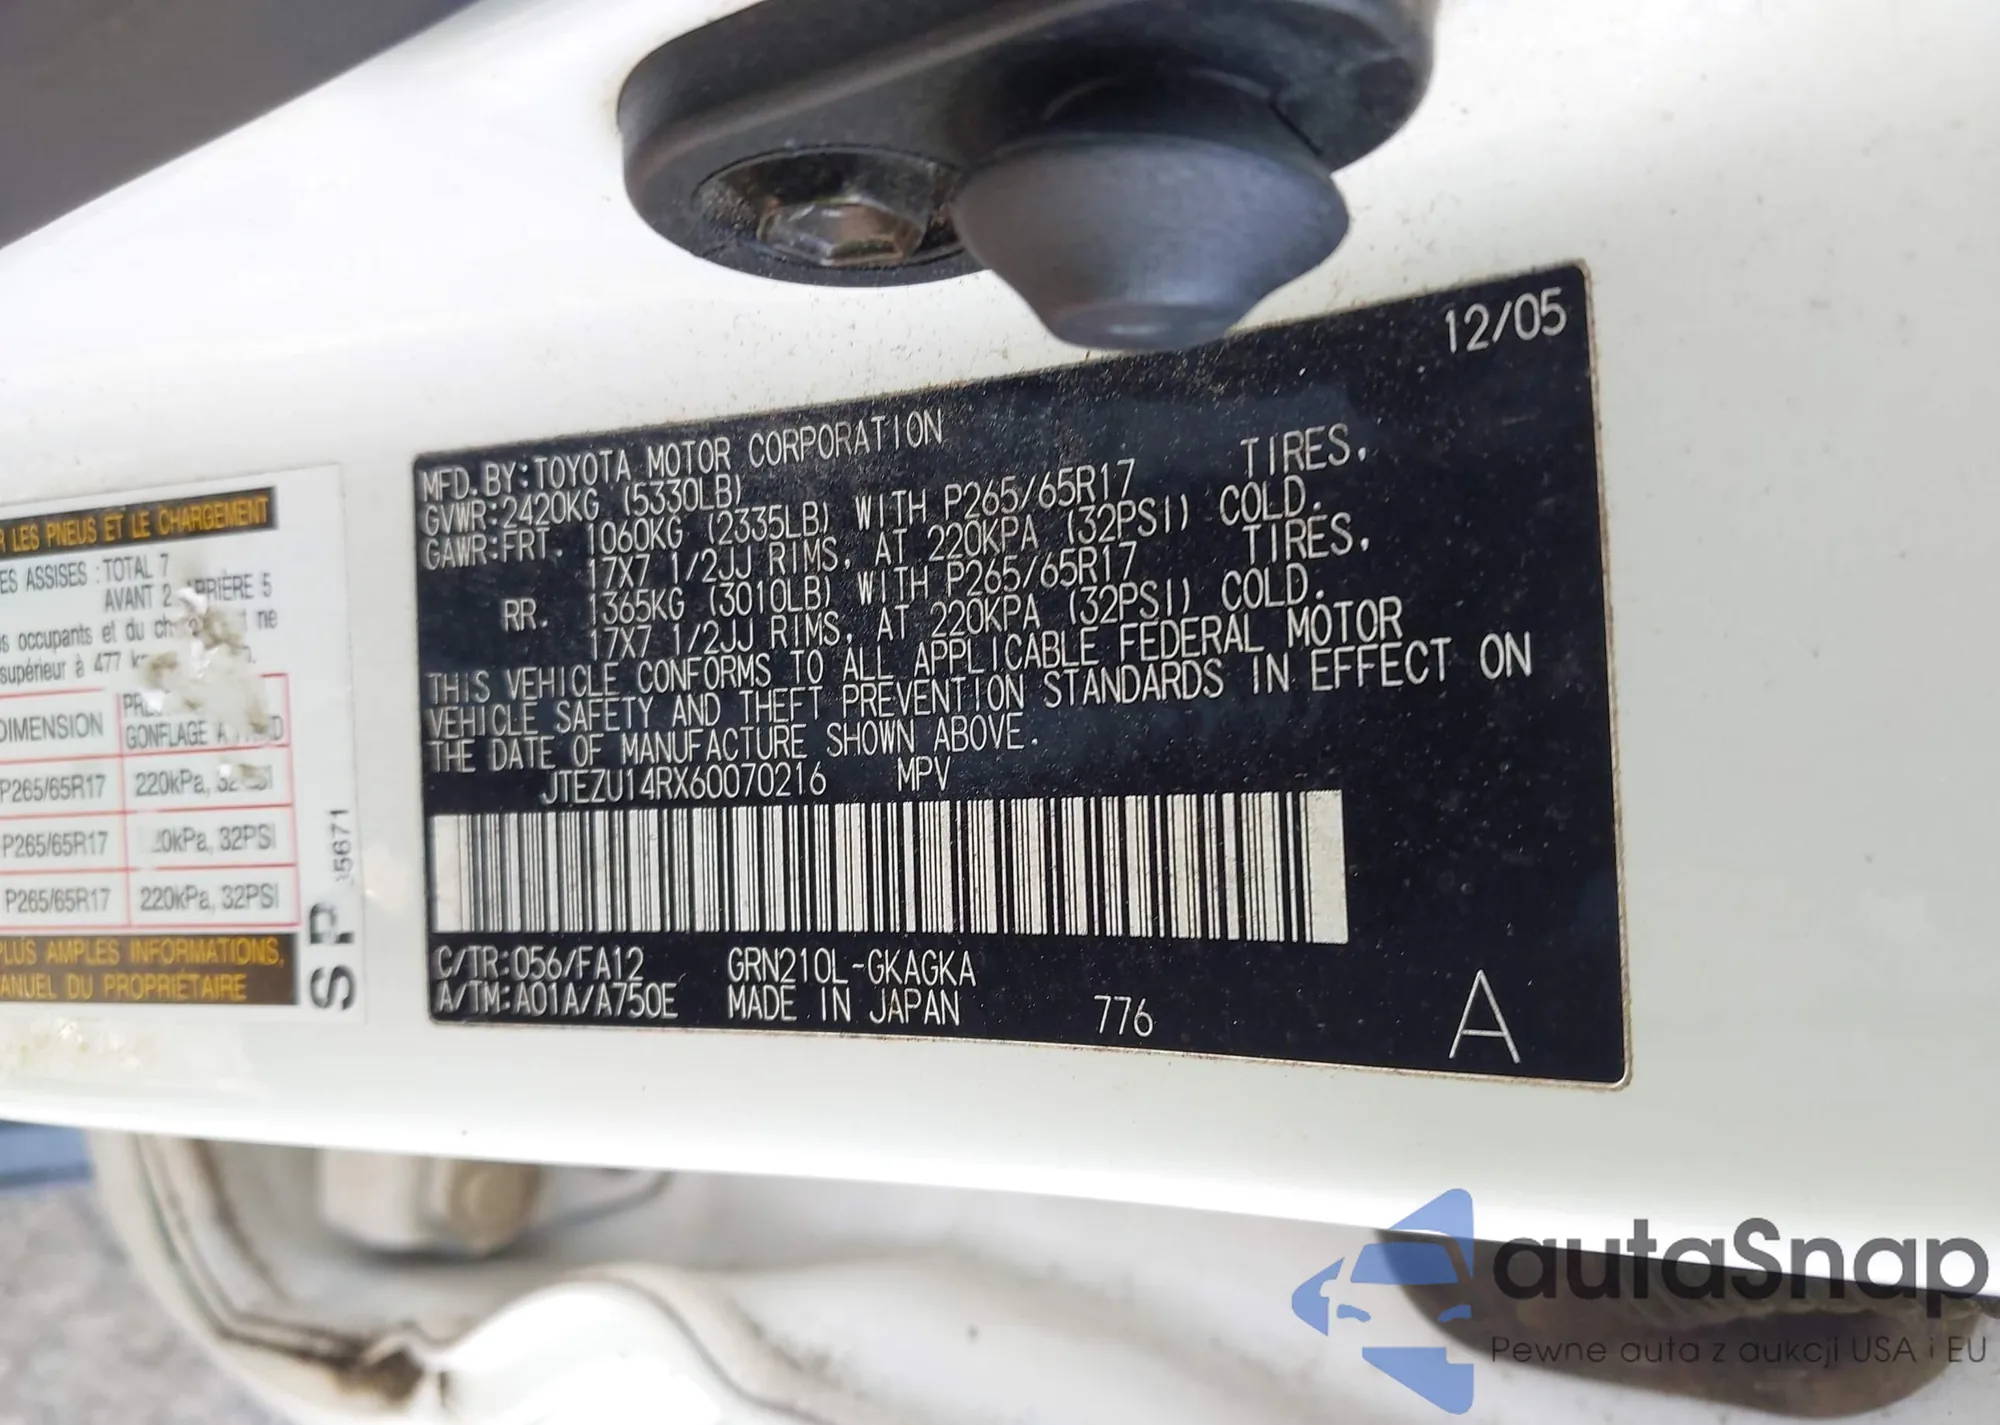 12/05
MFD. BY: TOYOTA MOTOR CORPORATION
GVWR: 2420KG (5330LB)
GAWR: FRT. 1060KG (2335LB) WITH P265/65R17 TIRES,
17X7 1/2JJ RIMS, AT 220KPA (32PSI) COLD.
RR. 1365KG (3010LB) WITH P265/65R17 TIRES,
17X7 1/2JJ RIMS, AT 220KPA (32PSI) COLD.
THIS VEHICLE CONFORMS TO ALL APPLICABLE FEDERAL MOTOR
VEHICLE SAFETY AND THEFT PREVENTION STANDARDS IN EFFECT ON
THE DATE OF MANUFACTURE SHOWN ABOVE.
JTEZU14RX60070216 MPV
C/TR: 056/FA12 GRN210L-GKAGKA
A/TM: A01A/A750E MADE IN JAPAN 776 A
LES PNEUS ET LE CHARGEMENT
ASSISES : TOTAL 7
AVANT 2 5
occupants et du ne
supérieur à 477
DIMENSION
GONFLAGE
P265/65R17 220kPa,
P265/65R17 32PSI
P265/65R17 220kPa, 32PSI
PLUS AMPLES INFORMATIONS,
DU PROPRIÉTAIRE
SP
35671
autaSnap
Pewne auta z aukcji USA i EU